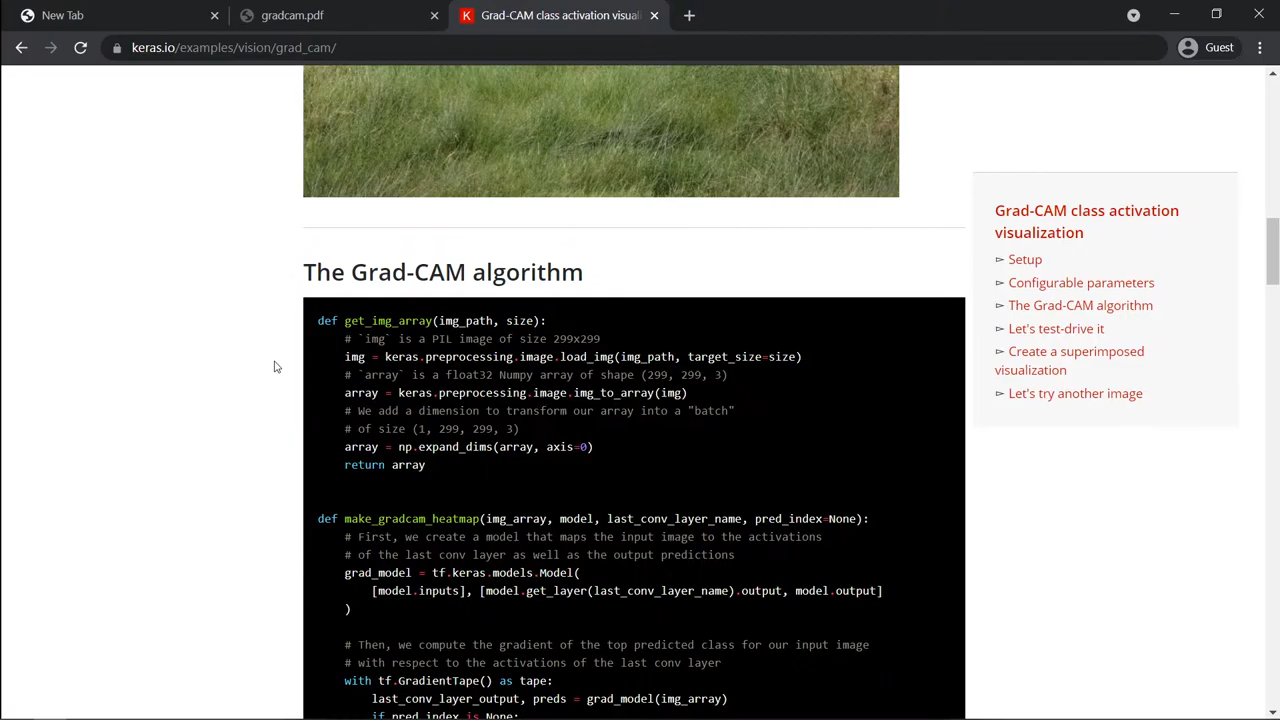 New Tab
gradcam.pdf
Grad-CAM class activation visuali
keras.io/examples/vision/grad_cam/
Guest
The Grad-CAM algorithm
def get_img_array(img_path, size):
    # `img` is a PIL image of size 299x299
    img = keras.preprocessing.image.load_img(img_path, target_size=size)
    # `array` is a float32 Numpy array of shape (299, 299, 3)
    array = keras.preprocessing.image.img_to_array(img)
    # We add a dimension to transform our array into a "batch"
    # of size (1, 299, 299, 3)
    array = np.expand_dims(array, axis=0)
    return array
def make_gradcam_heatmap(img_array, model, last_conv_layer_name, pred_index=None):
    # First, we create a model that maps the input image to the activations
    # of the last conv layer as well as the output predictions
    grad_model = tf.keras.models.Model(
        [model.inputs], [model.get_layer(last_conv_layer_name).output, model.output]
    )
    # Then, we compute the gradient of the top predicted class for our input image
    # with respect to the activations of the last conv layer
    with tf.GradientTape() as tape:
        last_conv_layer_output, preds = grad_model(img_array)
        if pred_index is None:
Grad-CAM class activation
visualization
► Setup
► Configurable parameters
► The Grad-CAM algorithm
► Let's test-drive it
► Create a superimposed
visualization
► Let's try another image